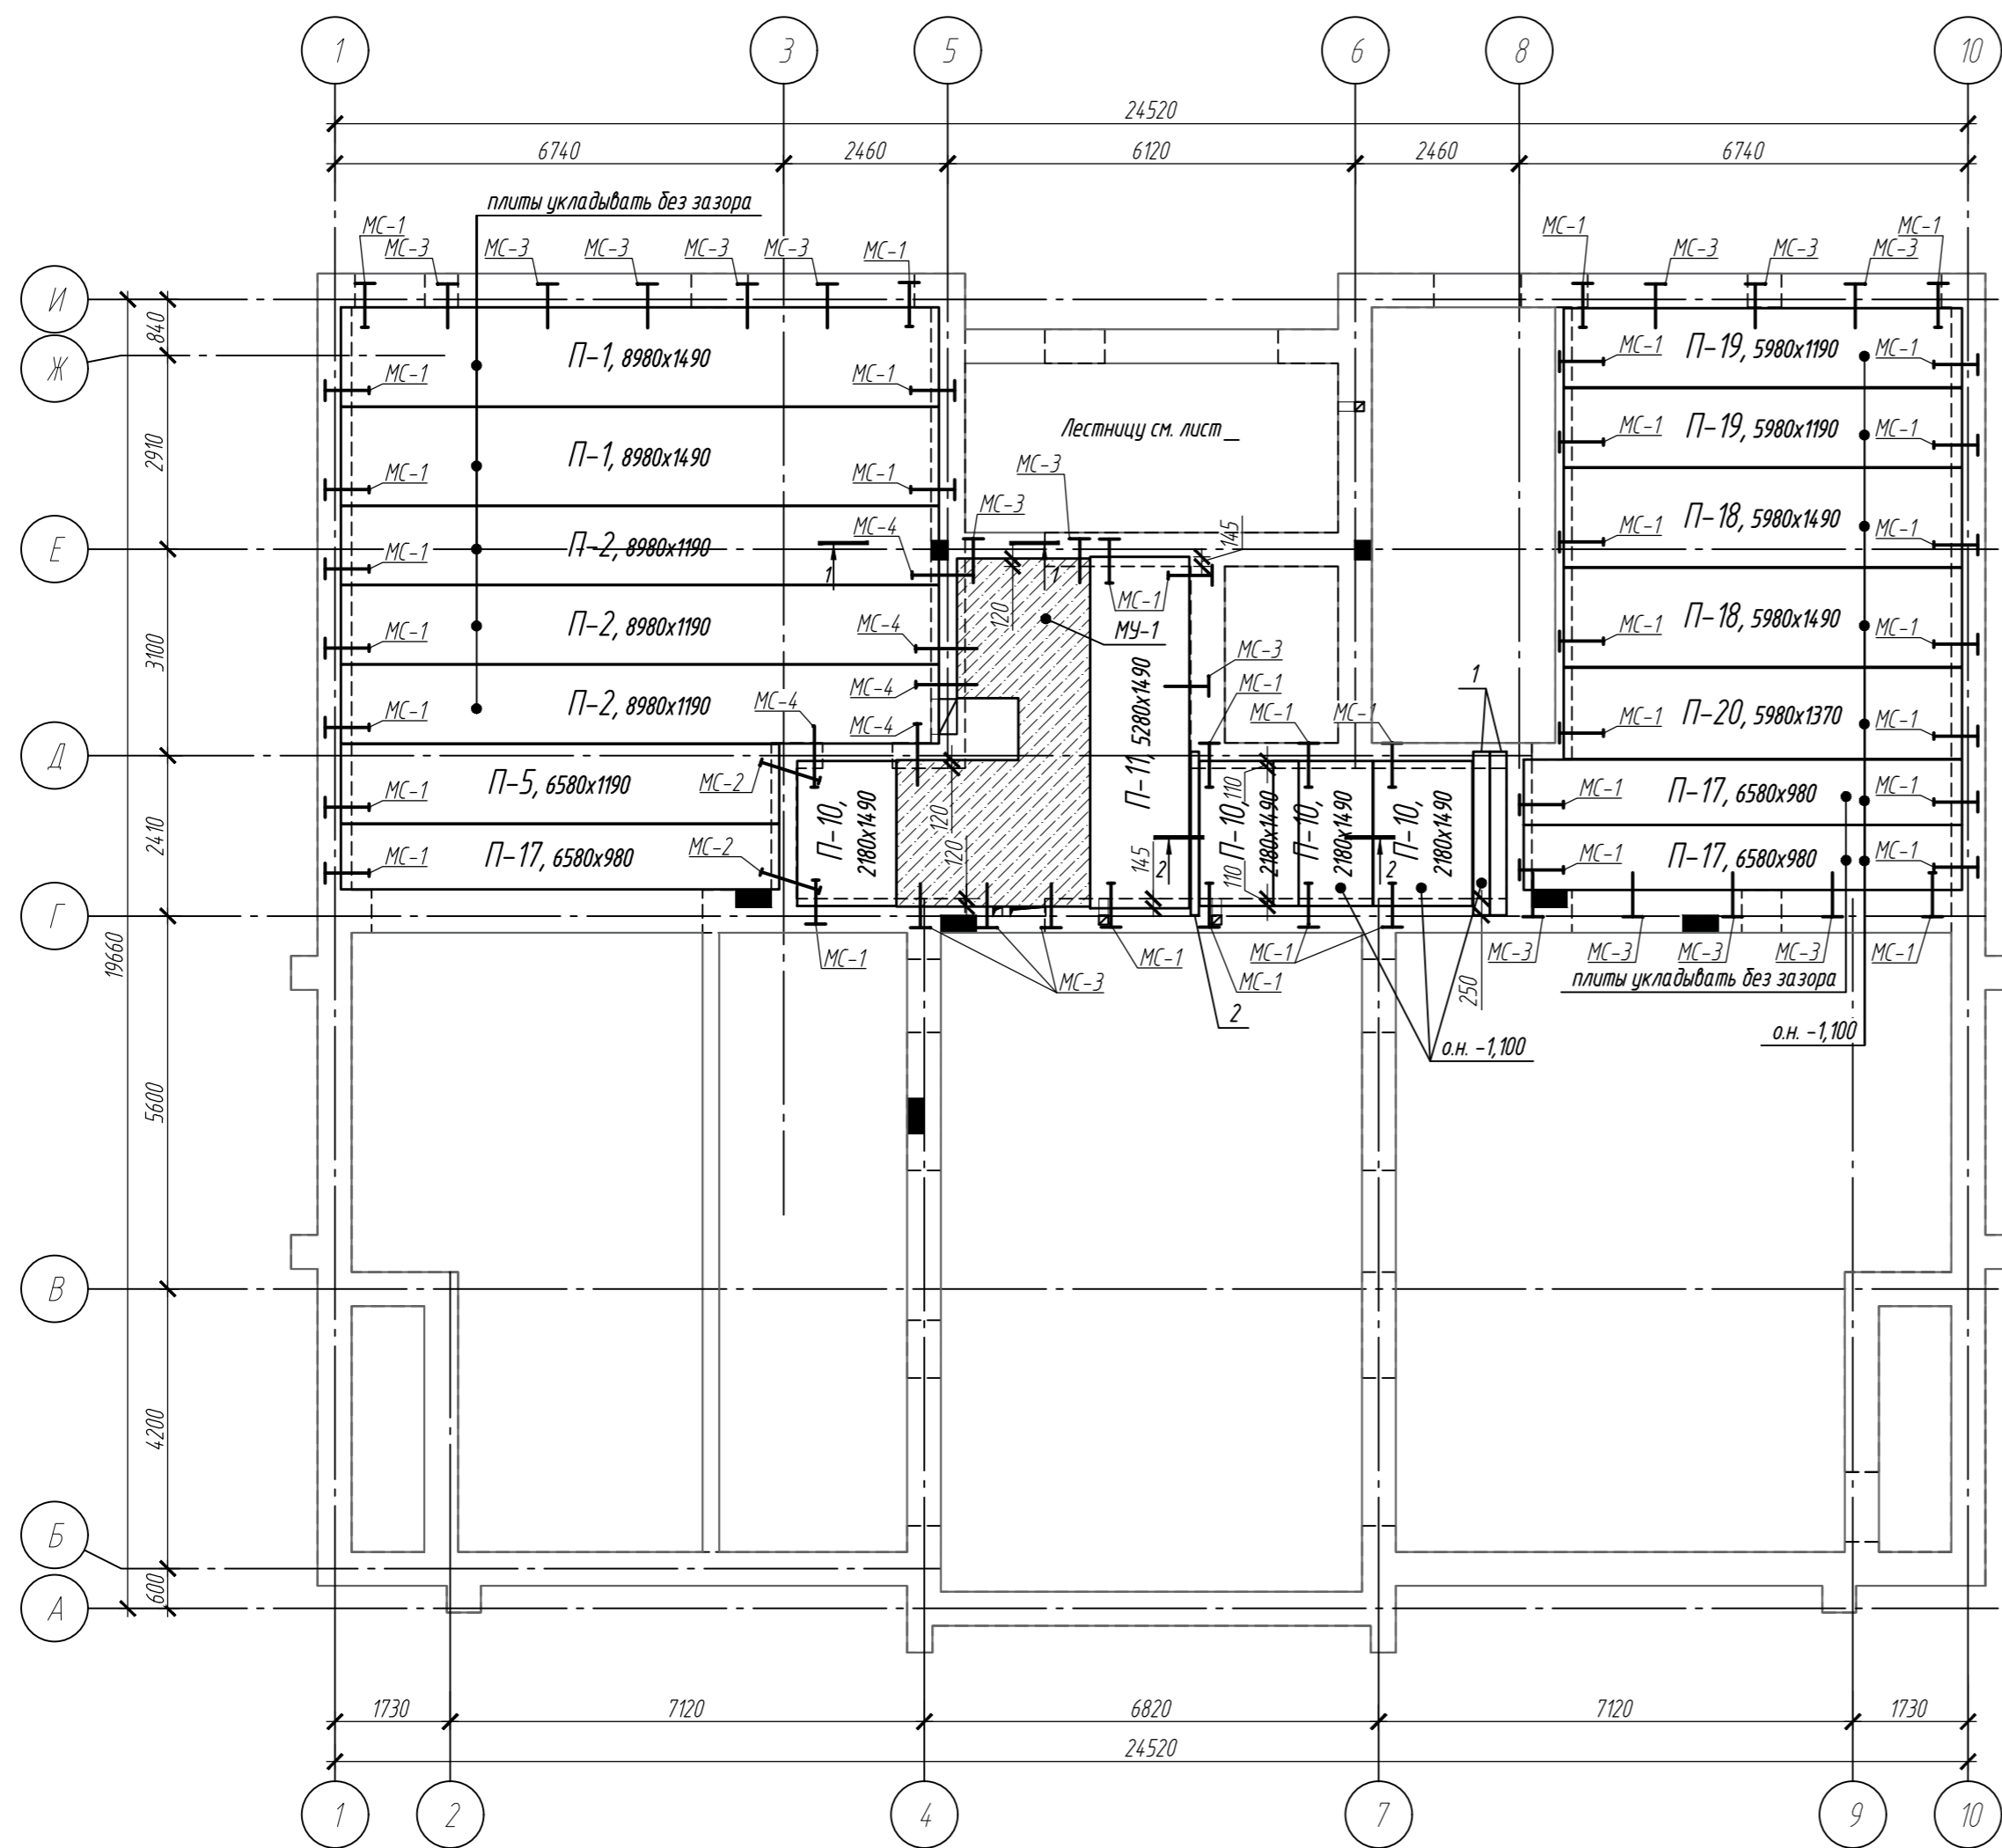 1 3 5 6 8 10
24520
6740 2460 6120 2460 6740
плиты укладывать без зазора
МС-1 МС-1 МС-1
МС-3 МС-3 МС-3 МС-3 МС-3 МС-1 МС-3 МС-3 МС-3
И
840
Ж
П-1, 8980х1490
МС-1 МС-1
МС-1 П-19, 5980х1190 МС-1
Лестницу см. лист _
2910
П-1, 8980х1490
МС-1 МС-1
МС-3
МС-1 П-19, 5980х1190 МС-1
МС-3
МС-4
145
МС-1 П-18, 5980х1490 МС-1
Е
МС-1 П-2, 8980х1190
1 1
120
МС-1
МУ-1
3100
МС-1 П-2, 8980х1190 МС-4
МС-1 П-18, 5980х1490 МС-1
МС-3
П-11, 5280х1490
МС-1
1
МС-1 П-2, 8980х1190 МС-4 МС-4
МС-4
МС-1 МС-1
МС-1 П-20, 5980х1370 МС-1
Д
МС-1 П-5, 6580х1190 МС-2
П-10, 2180х1490
120
110
П-10, 2180х1490
П-10, 2180х1490
П-10, 2180х1490
МС-1 П-17, 6580х980 МС-1
2410
МС-1 П-17, 6580х980 МС-2
120
145
2 2
110
МС-1 П-17, 6580х980 МС-1
Г
19660
МС-1 МС-3 МС-1 МС-1 МС-1 МС-3 МС-3 МС-3 МС-3 МС-1
250
плиты укладывать без зазора
2
о.н. -1,100
о.н. -1,100
5600
В
4200
Б
600
А
1730 7120 6820 7120 1730
24520
1 2 4 7 9 10